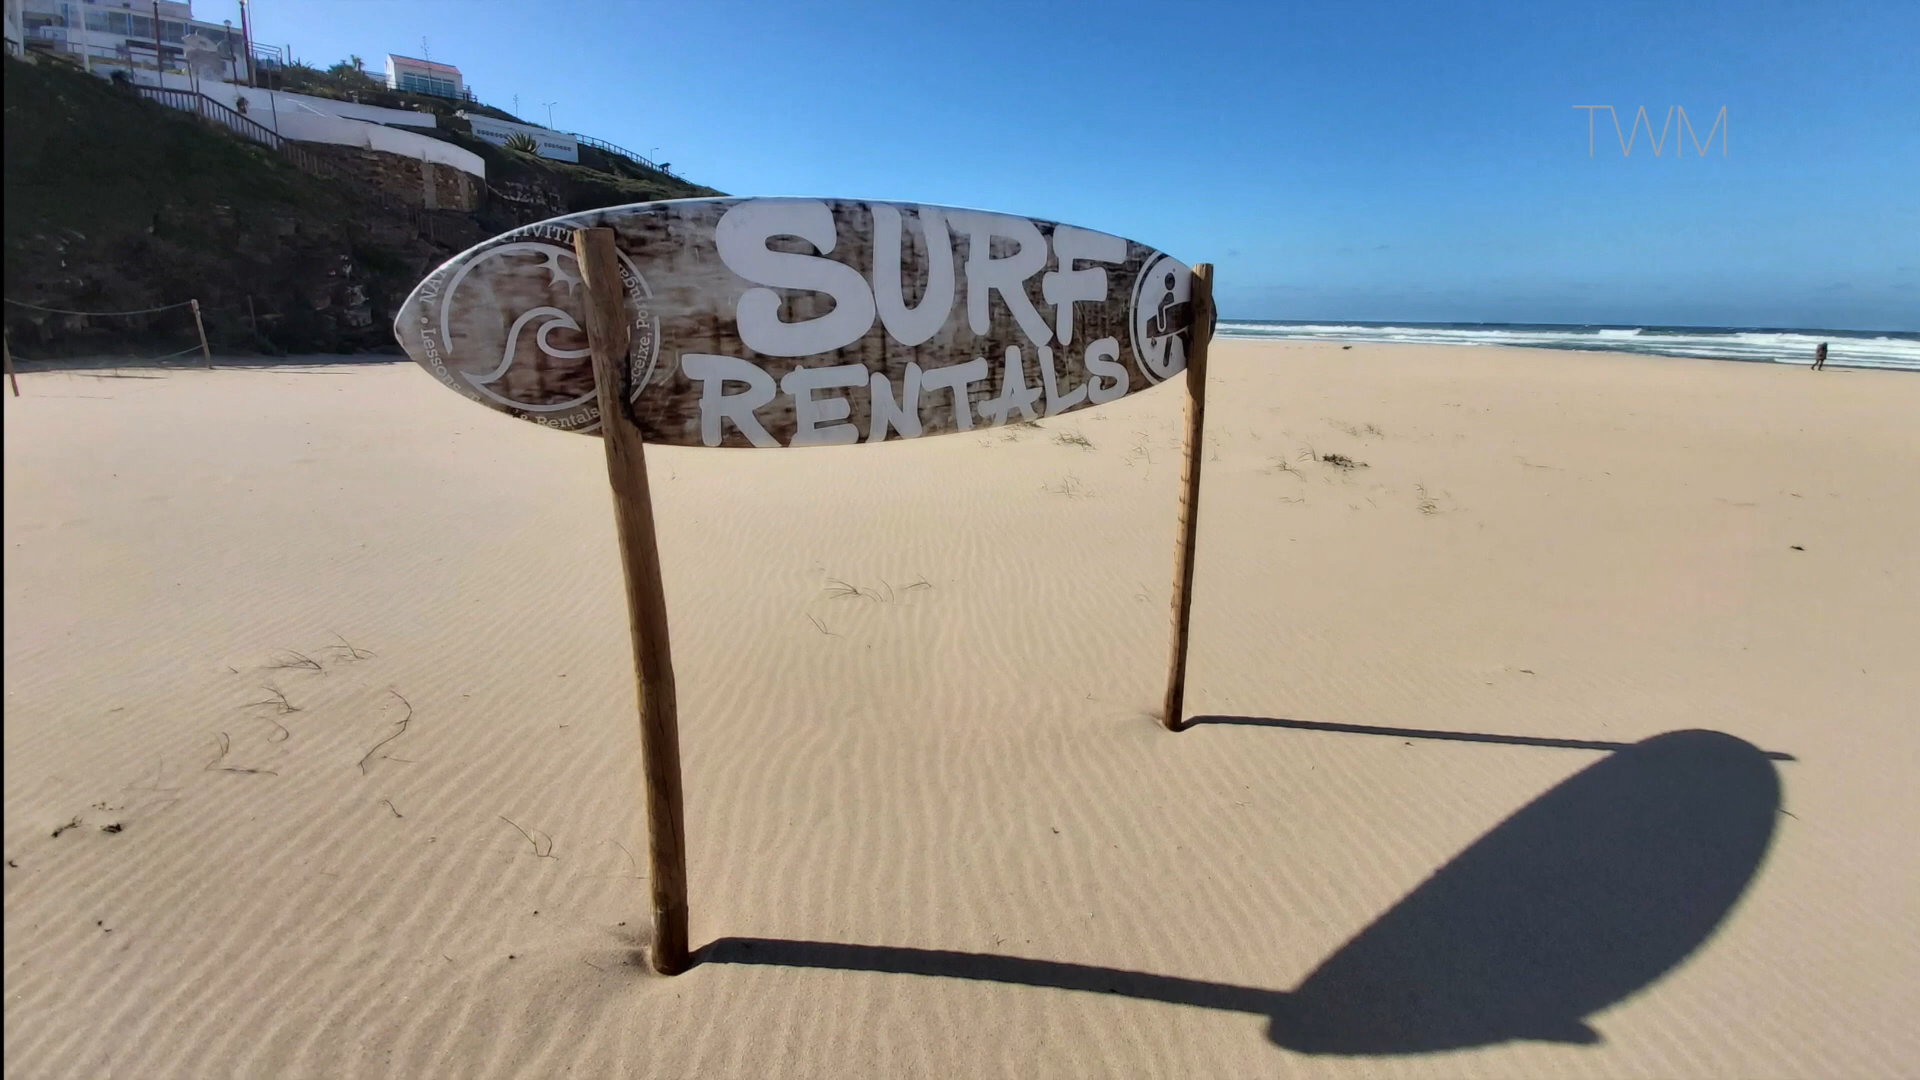 TWM
SURF
RENTALS
Lessons
& Rentals